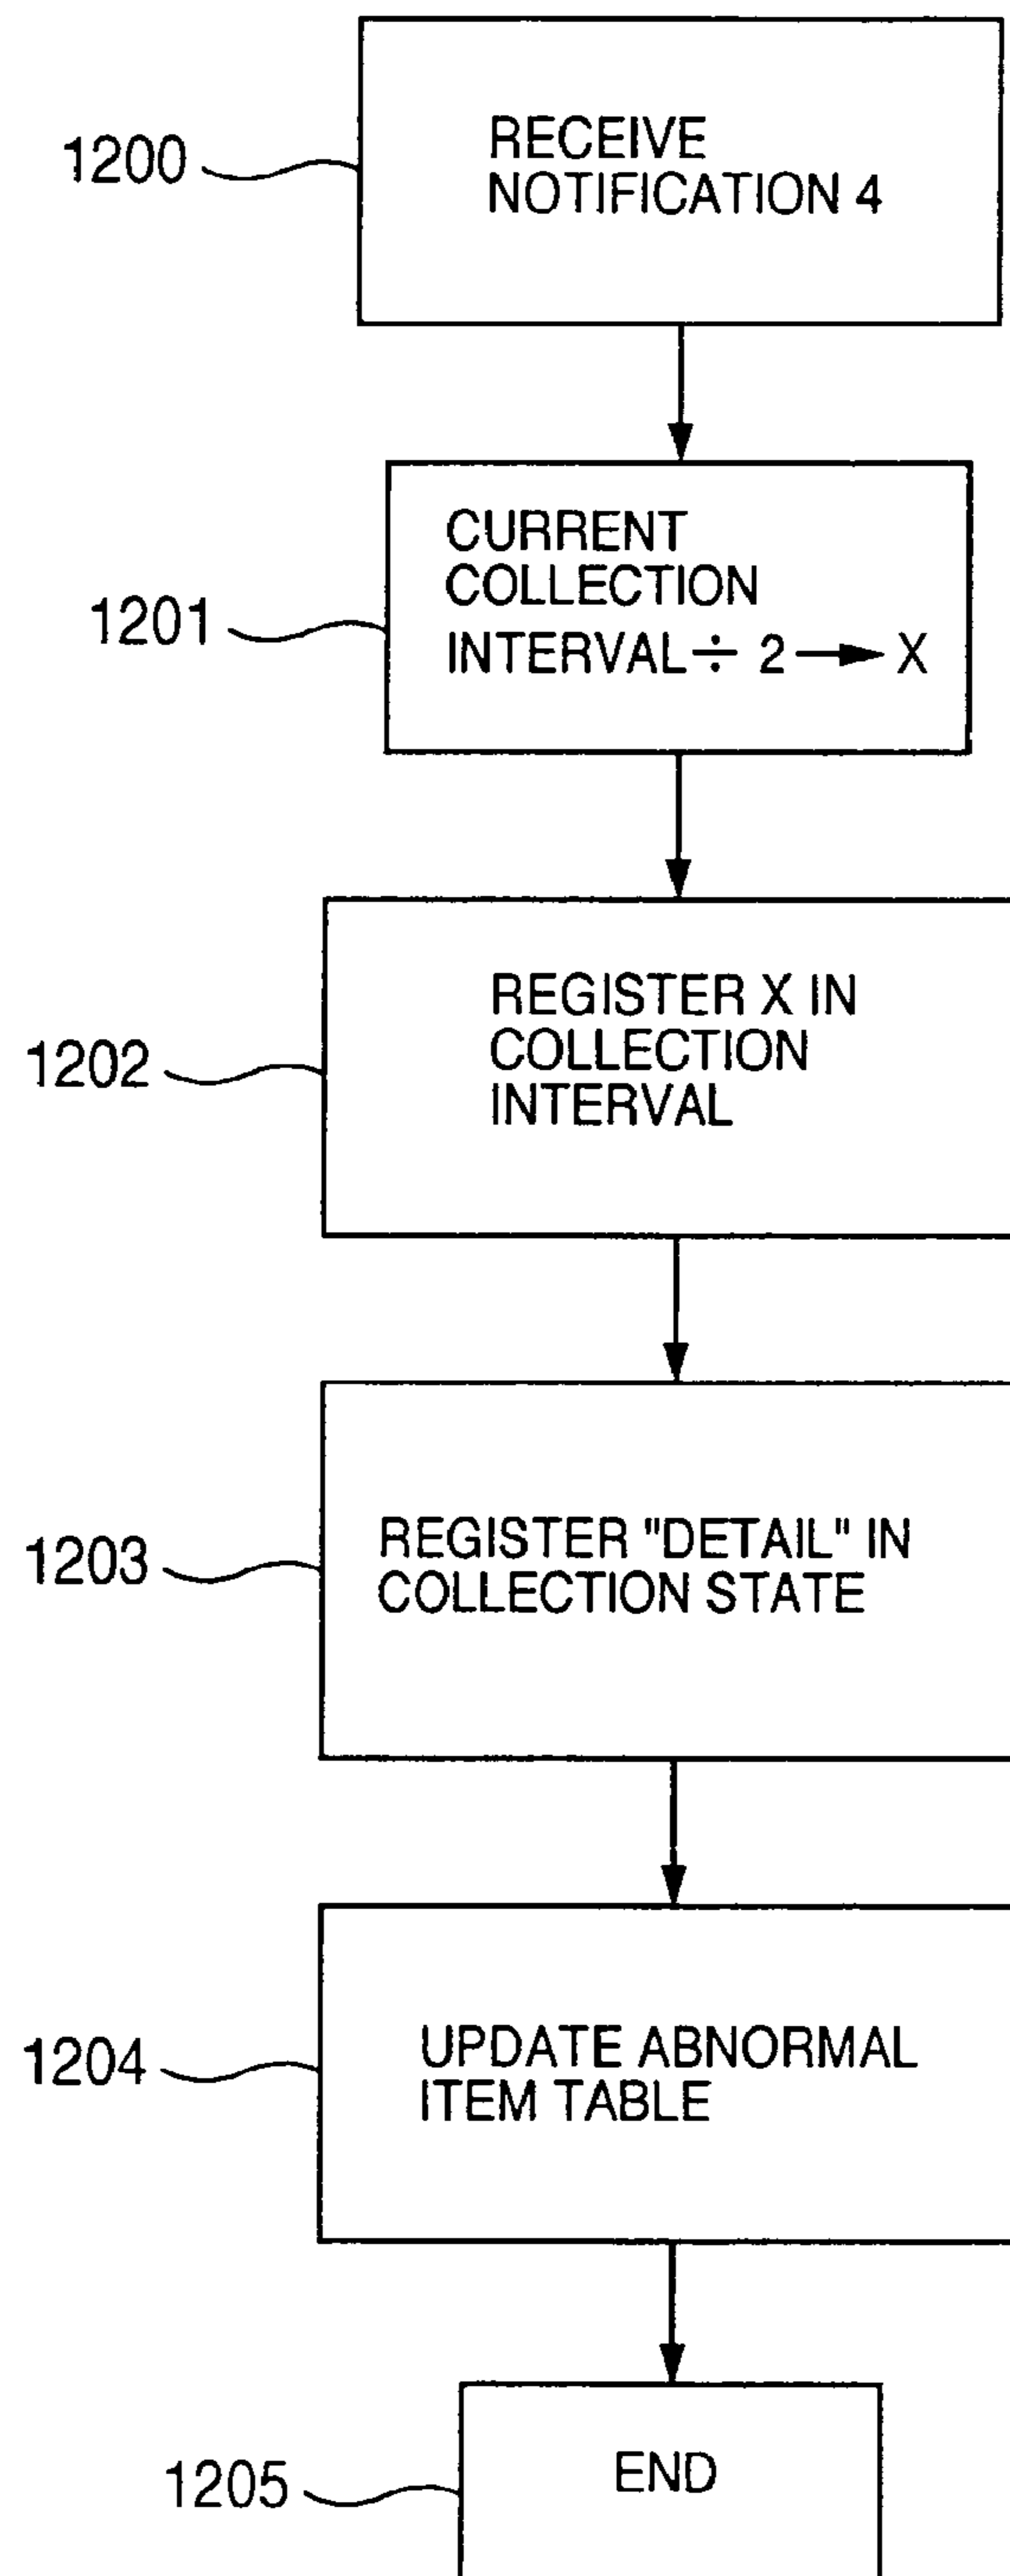 1200
RECEIVE
NOTIFICATION 4
1201
CURRENT
COLLECTION
INTERVAL ÷ 2 → X
1202
REGISTER X IN
COLLECTION
INTERVAL
1203
REGISTER "DETAIL" IN
COLLECTION STATE
1204
UPDATE ABNORMAL
ITEM TABLE
1205
END